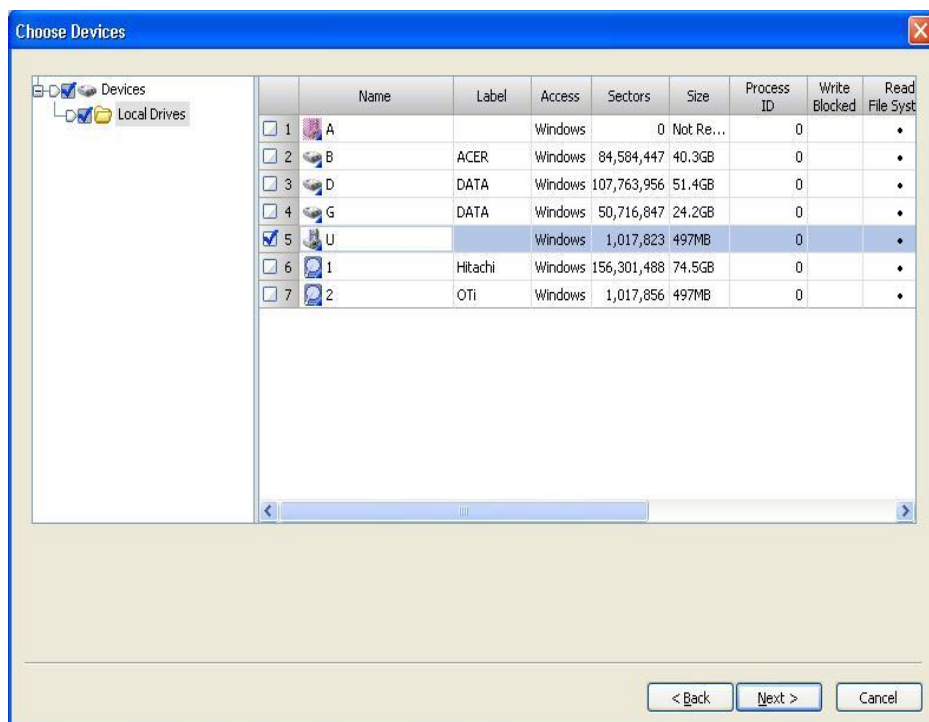 Choose Devices
Devices
Local Drives
Name Label Access Sectors Size Process ID Write Blocked Read File Syst
1 A Windows 0 Not Re... 0 •
2 B ACER Windows 84,584,447 40.3GB 0 •
3 D DATA Windows 107,763,956 51.4GB 0 •
4 G DATA Windows 50,716,847 24.2GB 0 •
5 U Windows 1,017,823 497MB 0 •
6 1 Hitachi Windows 156,301,488 74.5GB 0 •
7 2 OTi Windows 1,017,856 497MB 0 •
< Back Next > Cancel